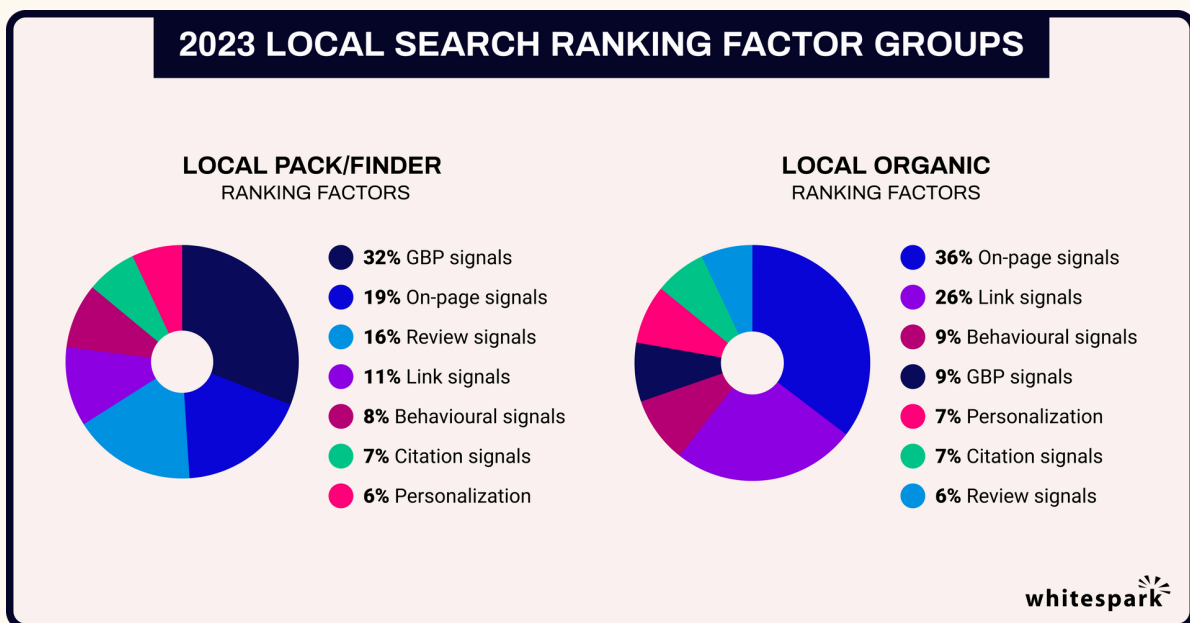 2023 LOCAL SEARCH RANKING FACTOR GROUPS
LOCAL PACK/FINDER
RANKING FACTORS
32% GBP signals
19% On-page signals
16% Review signals
11% Link signals
8% Behavioural signals
7% Citation signals
6% Personalization
LOCAL ORGANIC
RANKING FACTORS
36% On-page signals
26% Link signals
9% Behavioural signals
9% GBP signals
7% Personalization
7% Citation signals
6% Review signals
whitespark